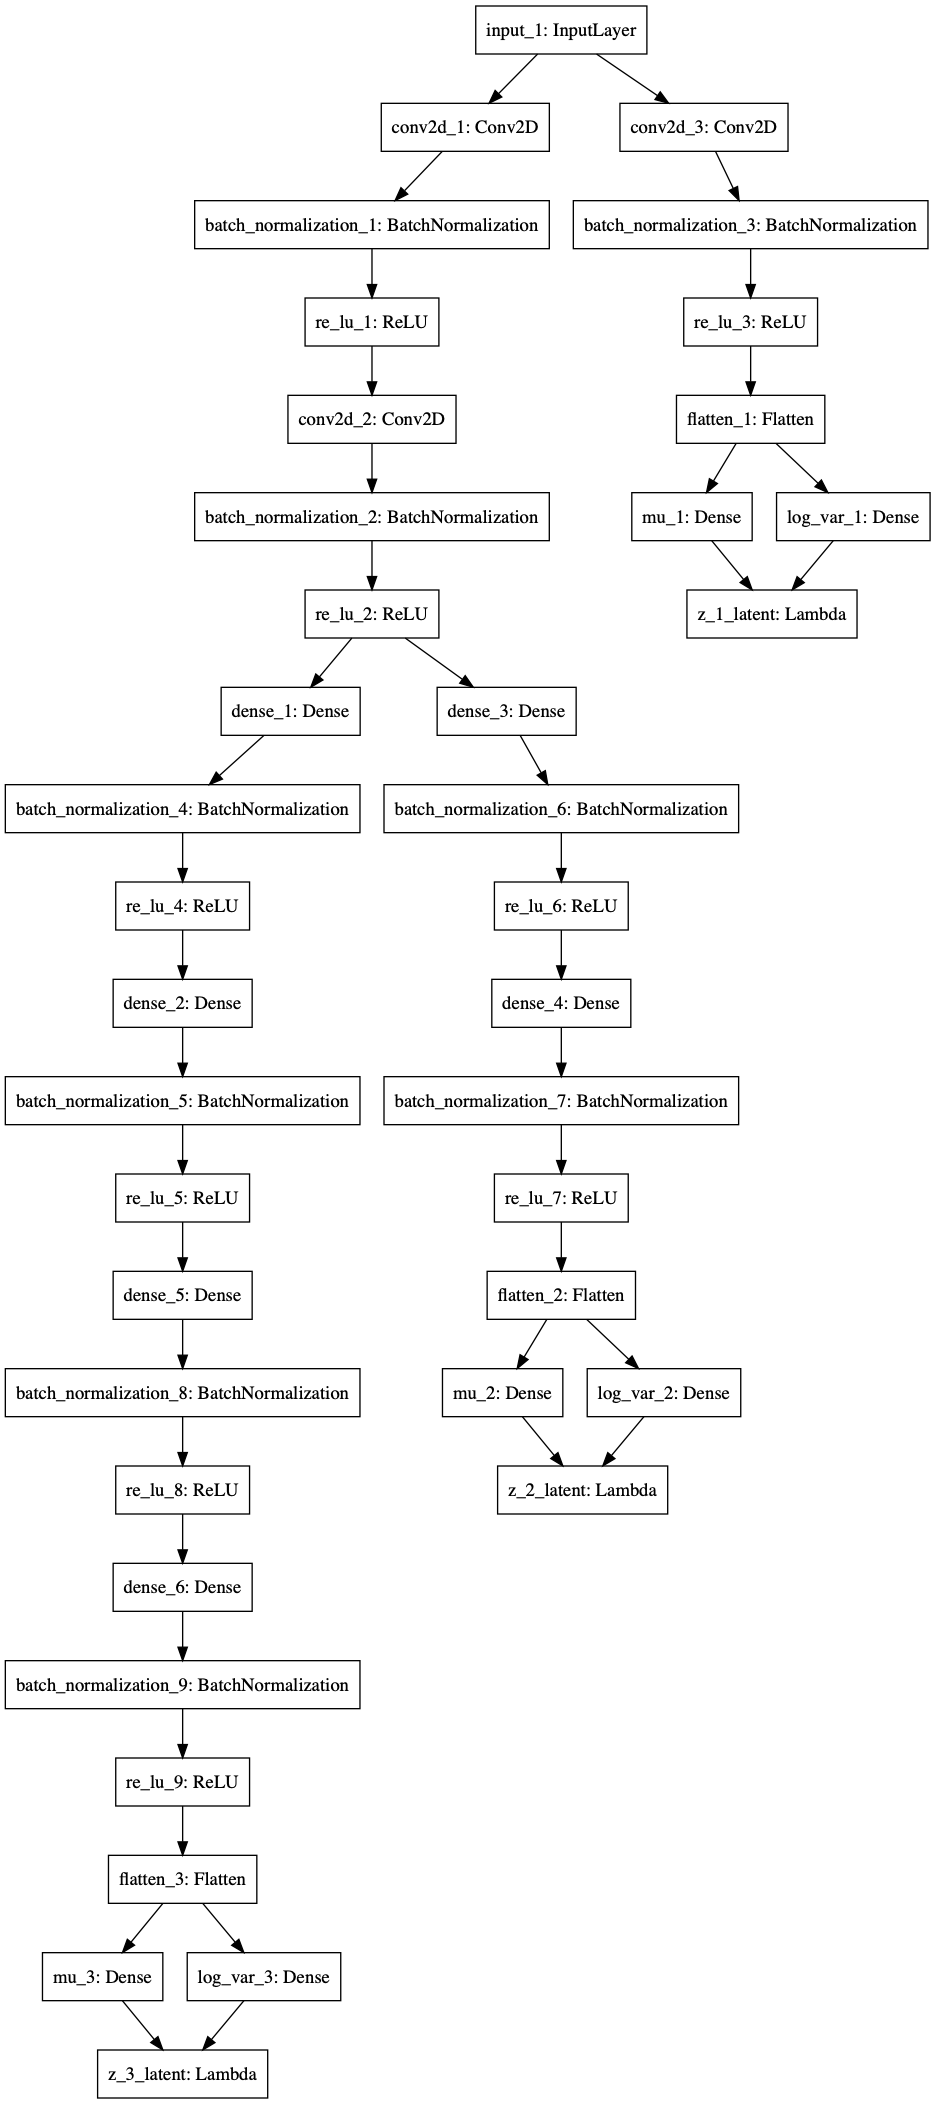 input_1: InputLayer
conv2d_1: Conv2D
conv2d_3: Conv2D
batch_normalization_1: BatchNormalization
batch_normalization_3: BatchNormalization
re_lu_1: ReLU
re_lu_3: ReLU
conv2d_2: Conv2D
flatten_1: Flatten
batch_normalization_2: BatchNormalization
mu_1: Dense
log_var_1: Dense
re_lu_2: ReLU
z_1_latent: Lambda
dense_1: Dense
dense_3: Dense
batch_normalization_4: BatchNormalization
batch_normalization_6: BatchNormalization
re_lu_4: ReLU
re_lu_6: ReLU
dense_2: Dense
dense_4: Dense
batch_normalization_5: BatchNormalization
batch_normalization_7: BatchNormalization
re_lu_5: ReLU
re_lu_7: ReLU
dense_5: Dense
flatten_2: Flatten
batch_normalization_8: BatchNormalization
mu_2: Dense
log_var_2: Dense
re_lu_8: ReLU
z_2_latent: Lambda
dense_6: Dense
batch_normalization_9: BatchNormalization
re_lu_9: ReLU
flatten_3: Flatten
mu_3: Dense
log_var_3: Dense
z_3_latent: Lambda